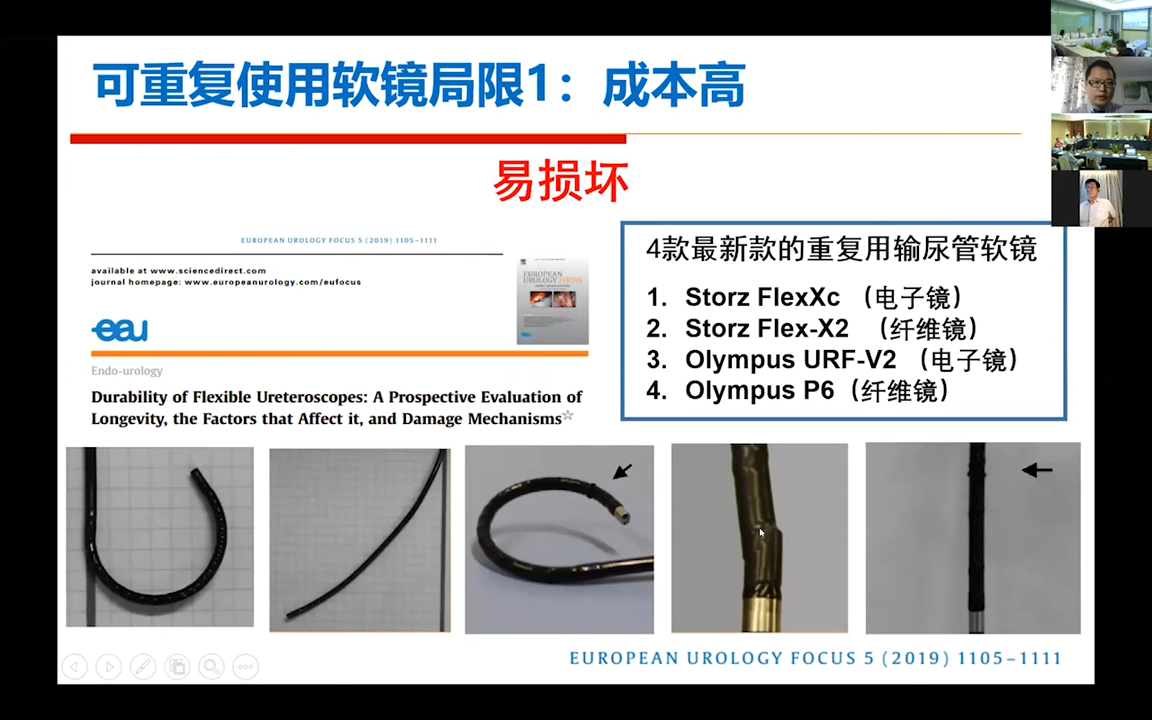 可重复使用软镜局限1：成本高
易损坏
EUROPEAN UROLOGY FOCUS 5 (2019) 1105–1111
available at www.sciencedirect.com
journal homepage: www.europeanurology.com/eufocus
EUROPEAN
UROLOGY FOCUS
eau
Endo-urology
Durability of Flexible Ureteroscopes: A Prospective Evaluation of
Longevity, the Factors that Affect it, and Damage Mechanisms☆
4款最新款的重复用输尿管软镜
1. Storz FlexXc （电子镜）
2. Storz Flex-X2 （纤维镜）
3. Olympus URF-V2 （电子镜）
4. Olympus P6（纤维镜）
EUROPEAN UROLOGY FOCUS 5 (2019) 1105–1111